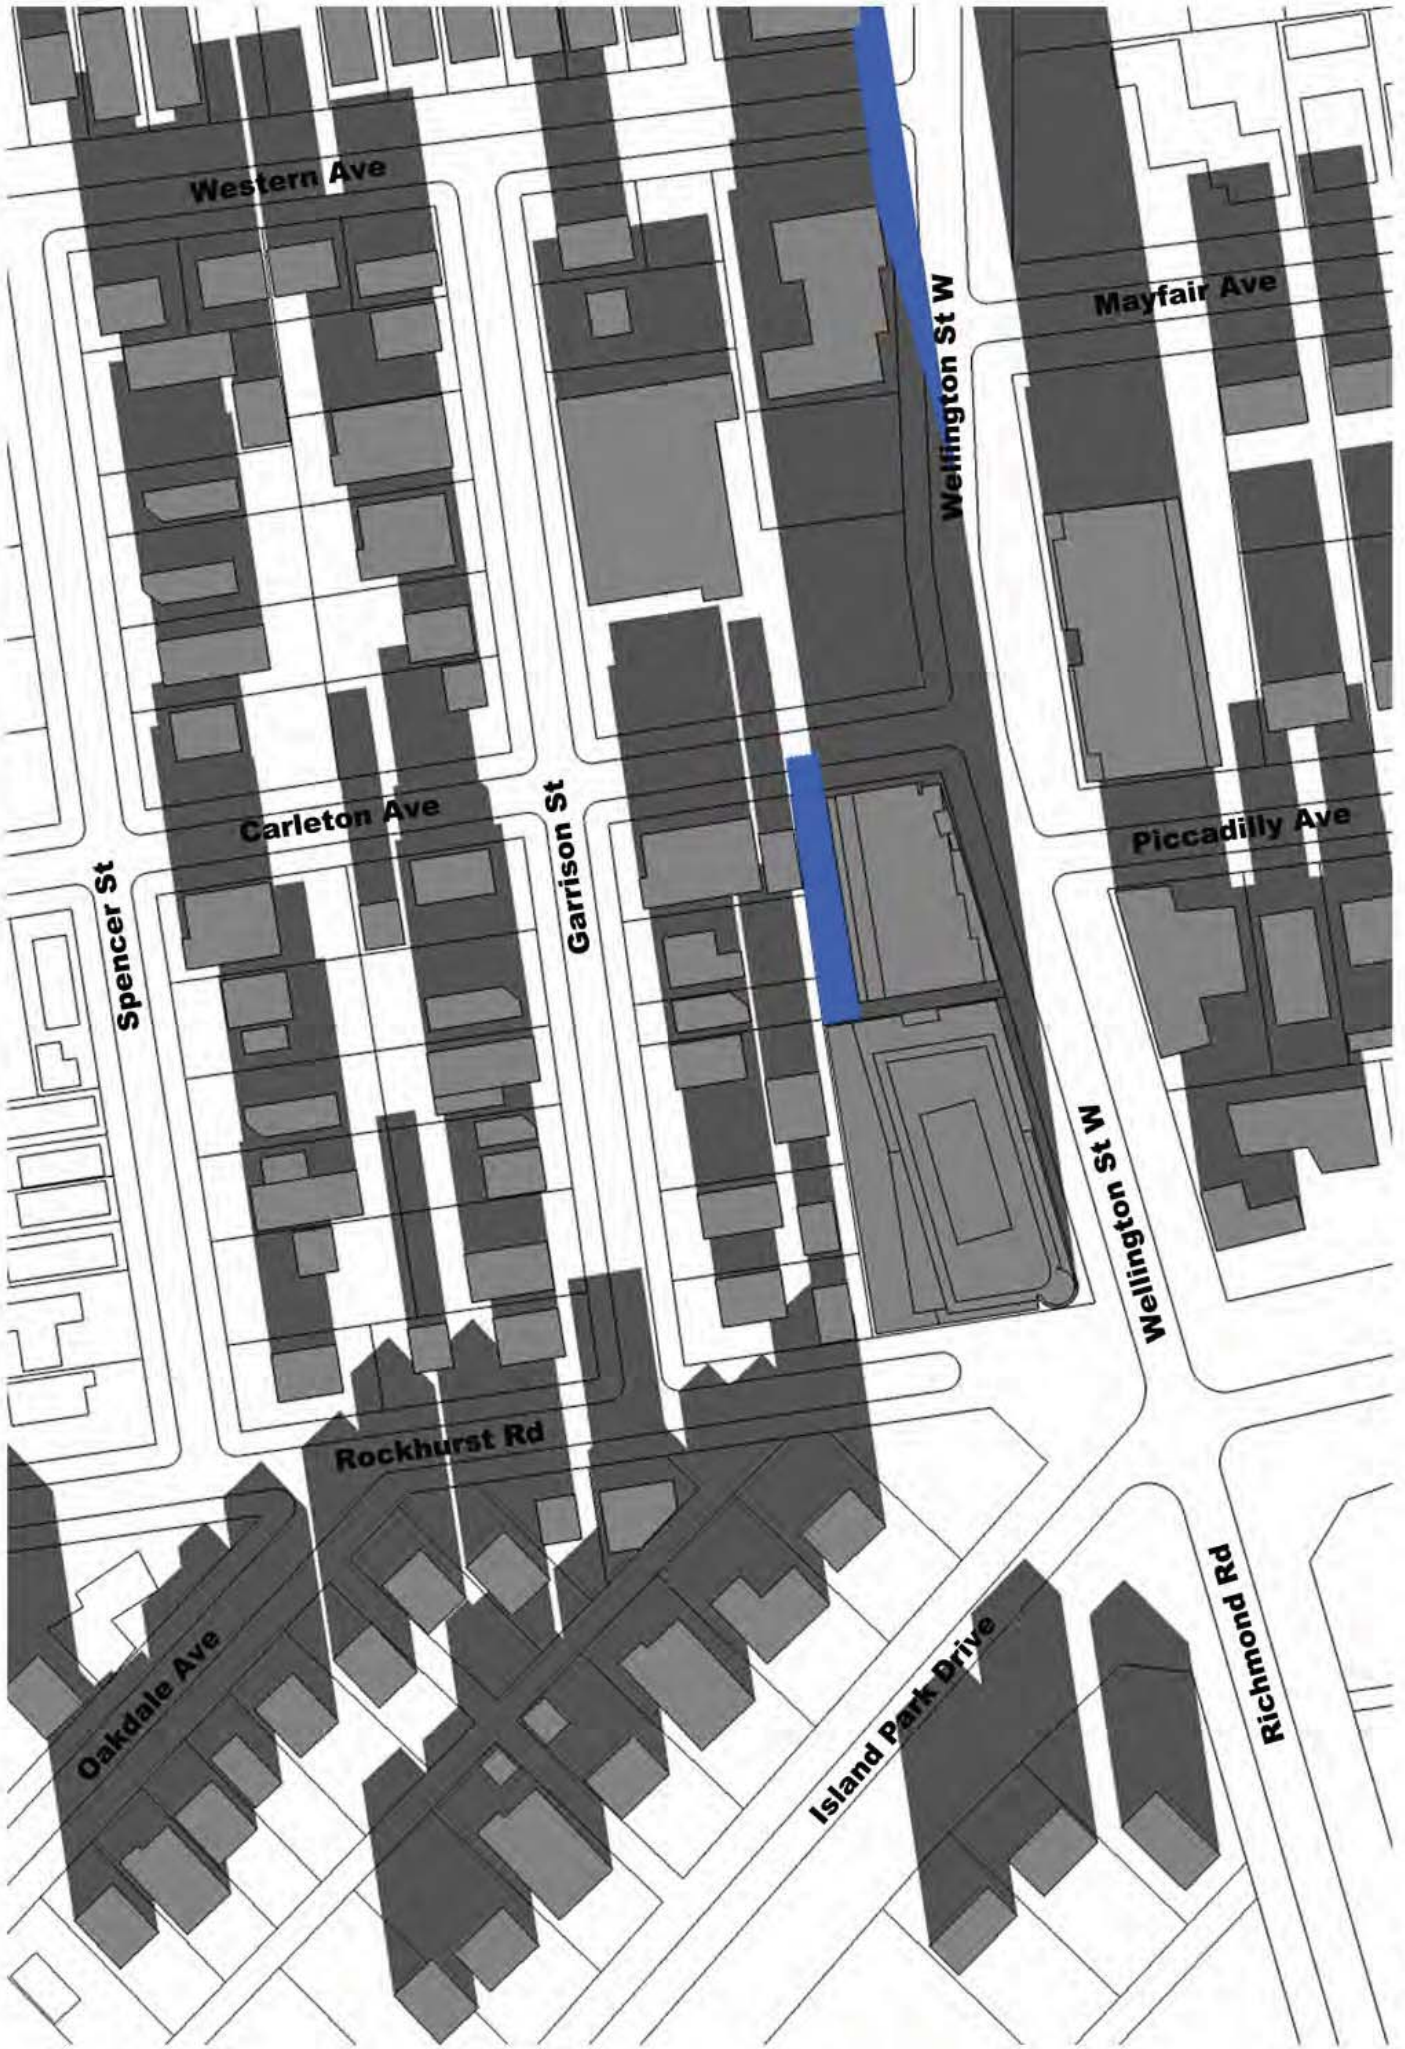 Western Ave
Mayfair Ave
Wellington St W
Carleton Ave
Garrison St
Piccadilly Ave
Spencer St
Wellington St W
Rockhurst Rd
Oakdale Ave
Island Park Drive
Richmond Rd